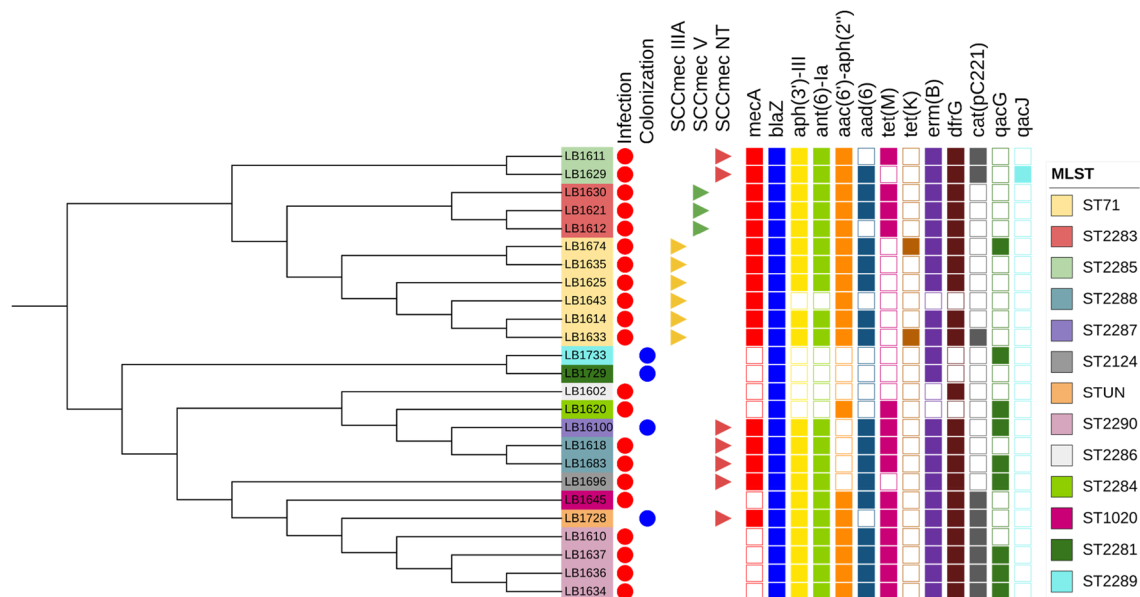 Infection
Colonization
SCCmec IIIA
SCCmec V
SCCmec NT
mecA
blaZ
aph(3')-III
ant(6)-Ia
aac(6')-aph(2'')
aad(6)
tet(M)
tet(K)
erm(B)
dfrG
cat(pC221)
qacG
qacJ
LB1611
LB1629
LB1630
LB1621
LB1612
LB1674
LB1635
LB1625
LB1643
LB1614
LB1633
LB1733
LB1729
LB1602
LB1620
LB16100
LB1618
LB1683
LB1696
LB1645
LB1728
LB1610
LB1637
LB1636
LB1634
MLST
ST71
ST2283
ST2285
ST2288
ST2287
ST2124
STUN
ST2290
ST2286
ST2284
ST1020
ST2281
ST2289